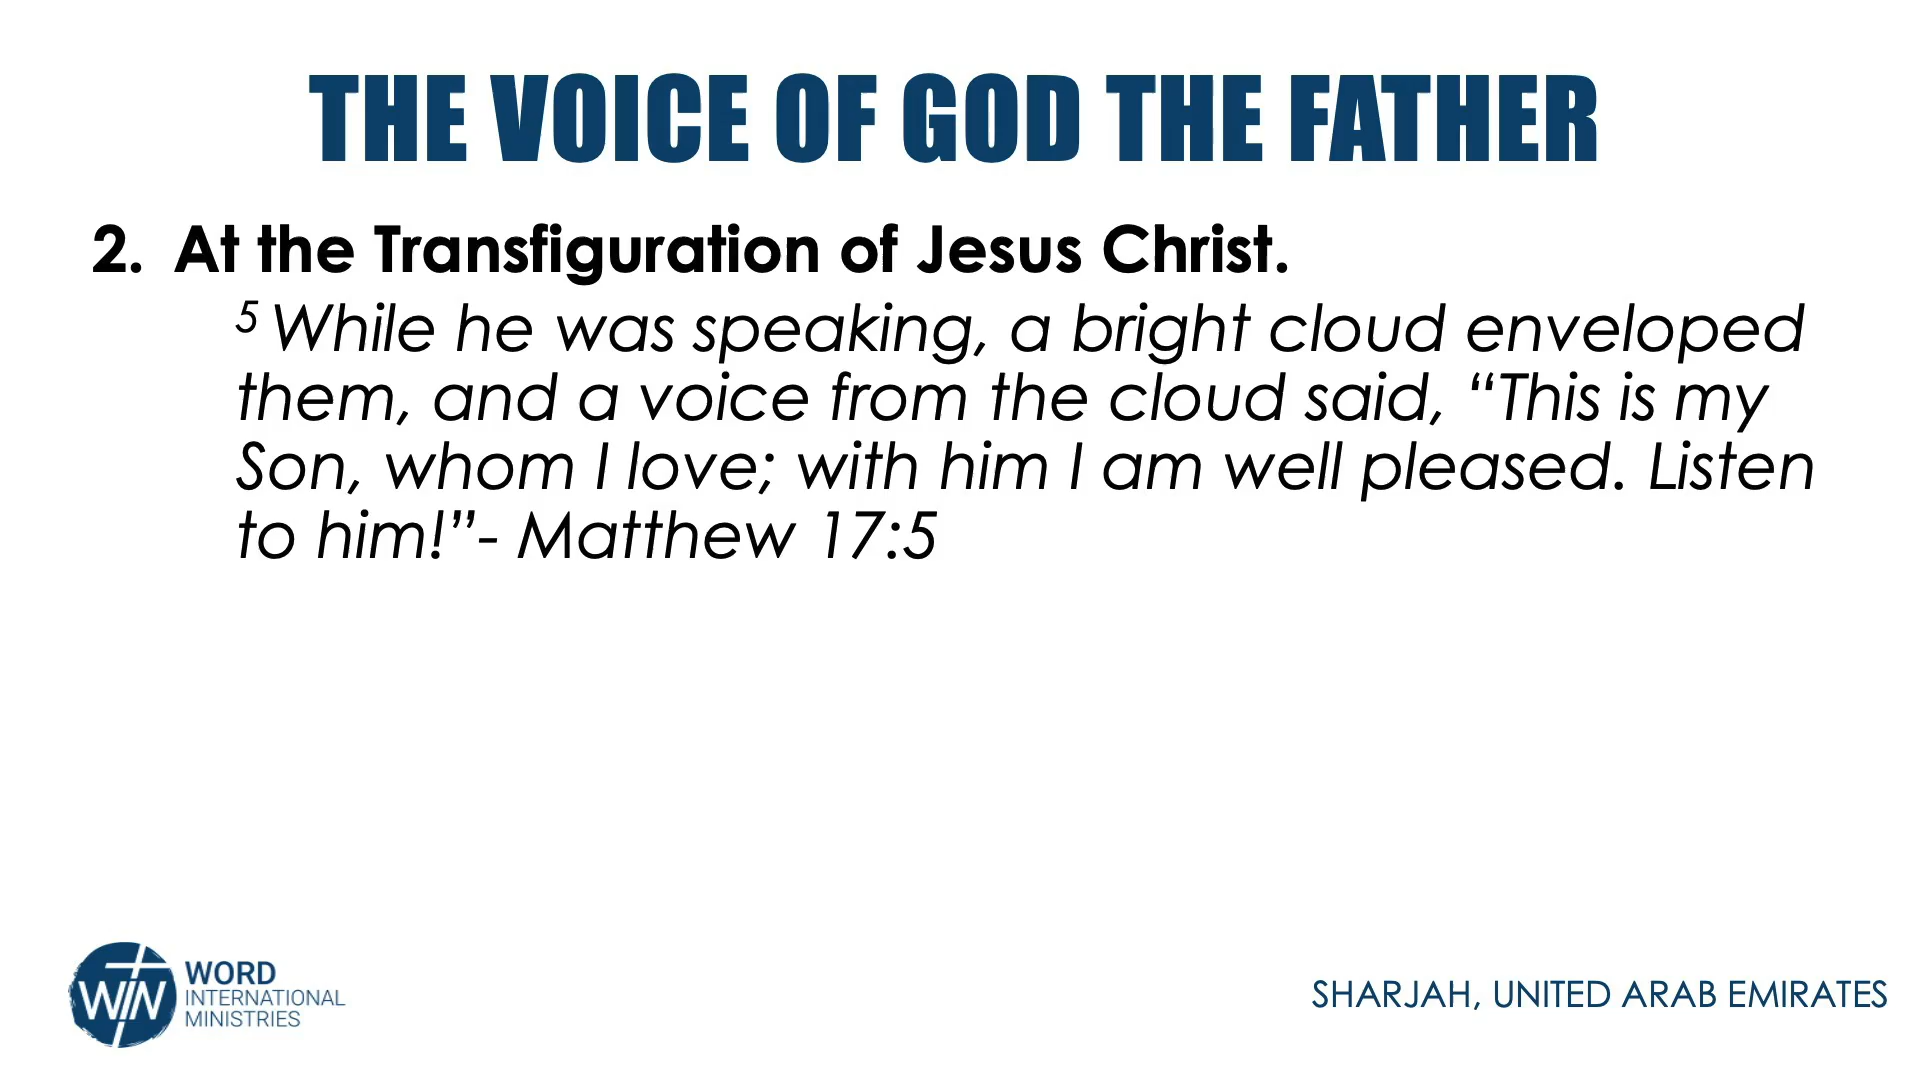 THE VOICE OF GOD THE FATHER
2. At the Transfiguration of Jesus Christ.
5 While he was speaking, a bright cloud enveloped
them, and a voice from the cloud said, “This is my
Son, whom I love; with him I am well pleased. Listen
to him!”- Matthew 17:5
WIN
WORD
INTERNATIONAL
MINISTRIES
SHARJAH, UNITED ARAB EMIRATES